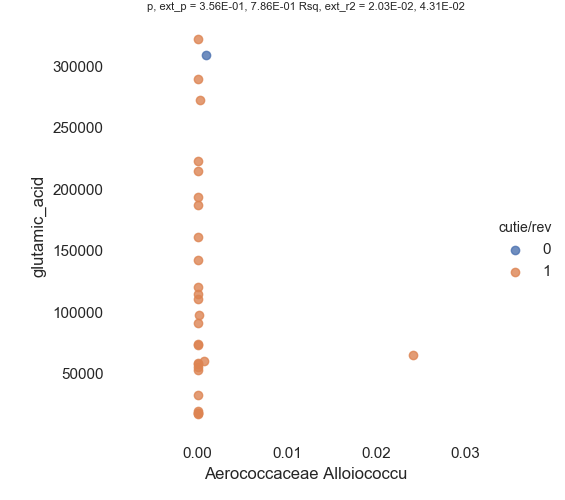 p, ext_p = 3.56E-01, 7.86E-01 Rsq, ext_r2 = 2.03E-02, 4.31E-02
300000
250000
200000
150000
100000
50000
glutamic_acid
cutie/rev
0
1
0.00 0.01 0.02 0.03
Aerococcaceae Alloiococcu